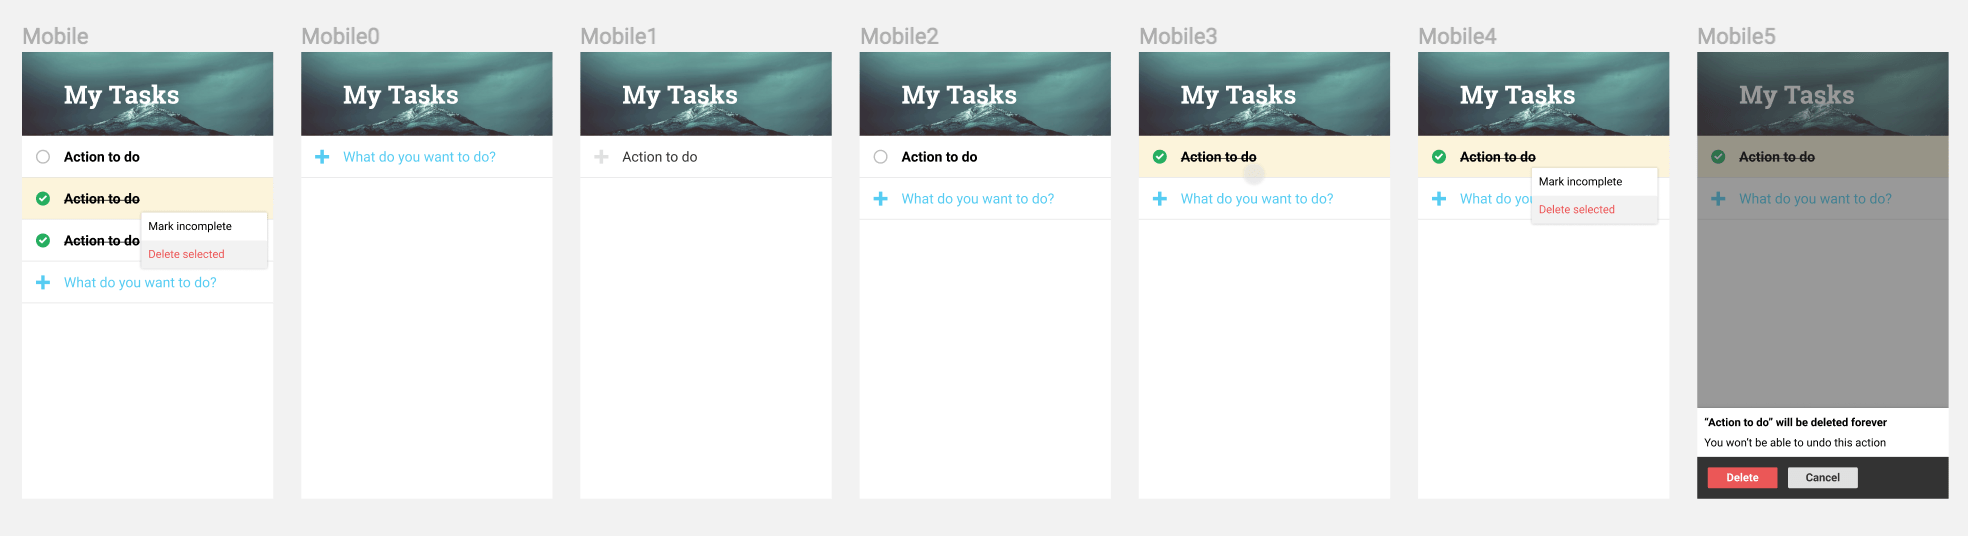 Mobile
My Tasks
Action to do
Action to do
Action to do
Mark incomplete
Delete selected
What do you want to do?
Mobile0
My Tasks
What do you want to do?
Mobile1
My Tasks
Action to do
Mobile2
My Tasks
Action to do
What do you want to do?
Mobile3
My Tasks
Action to do
What do you want to do?
Mobile4
My Tasks
Action to do
Mark incomplete
What do you
Delete selected
Mobile5
My Tasks
Action to do
What do you want to do?
“Action to do” will be deleted forever
You won’t be able to undo this action
Delete
Cancel